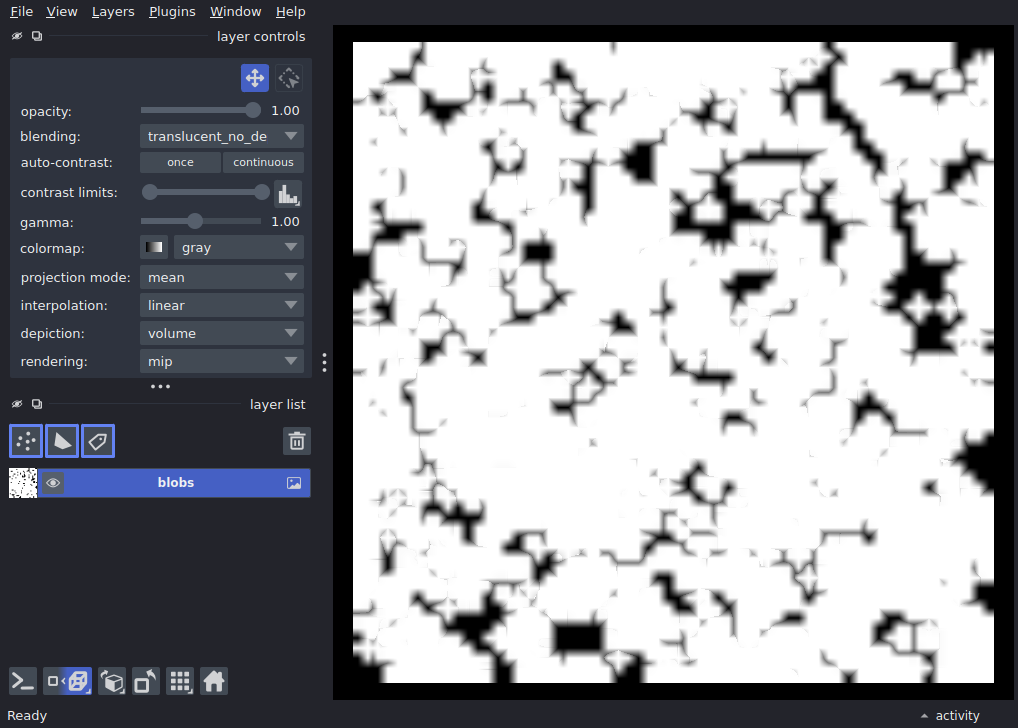 File View Layers Plugins Window Help
layer controls
opacity: 1.00
blending: translucent_no_de
auto-contrast: once continuous
contrast limits:
gamma: 1.00
colormap: gray
projection mode: mean
interpolation: linear
depiction: volume
rendering: mip
layer list
blobs
Ready activity